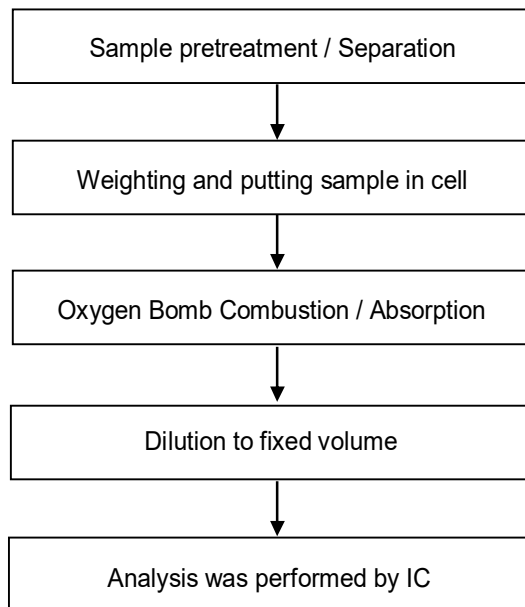 Sample pretreatment / Separation
Weighting and putting sample in cell
Oxygen Bomb Combustion / Absorption
Dilution to fixed volume
Analysis was performed by IC